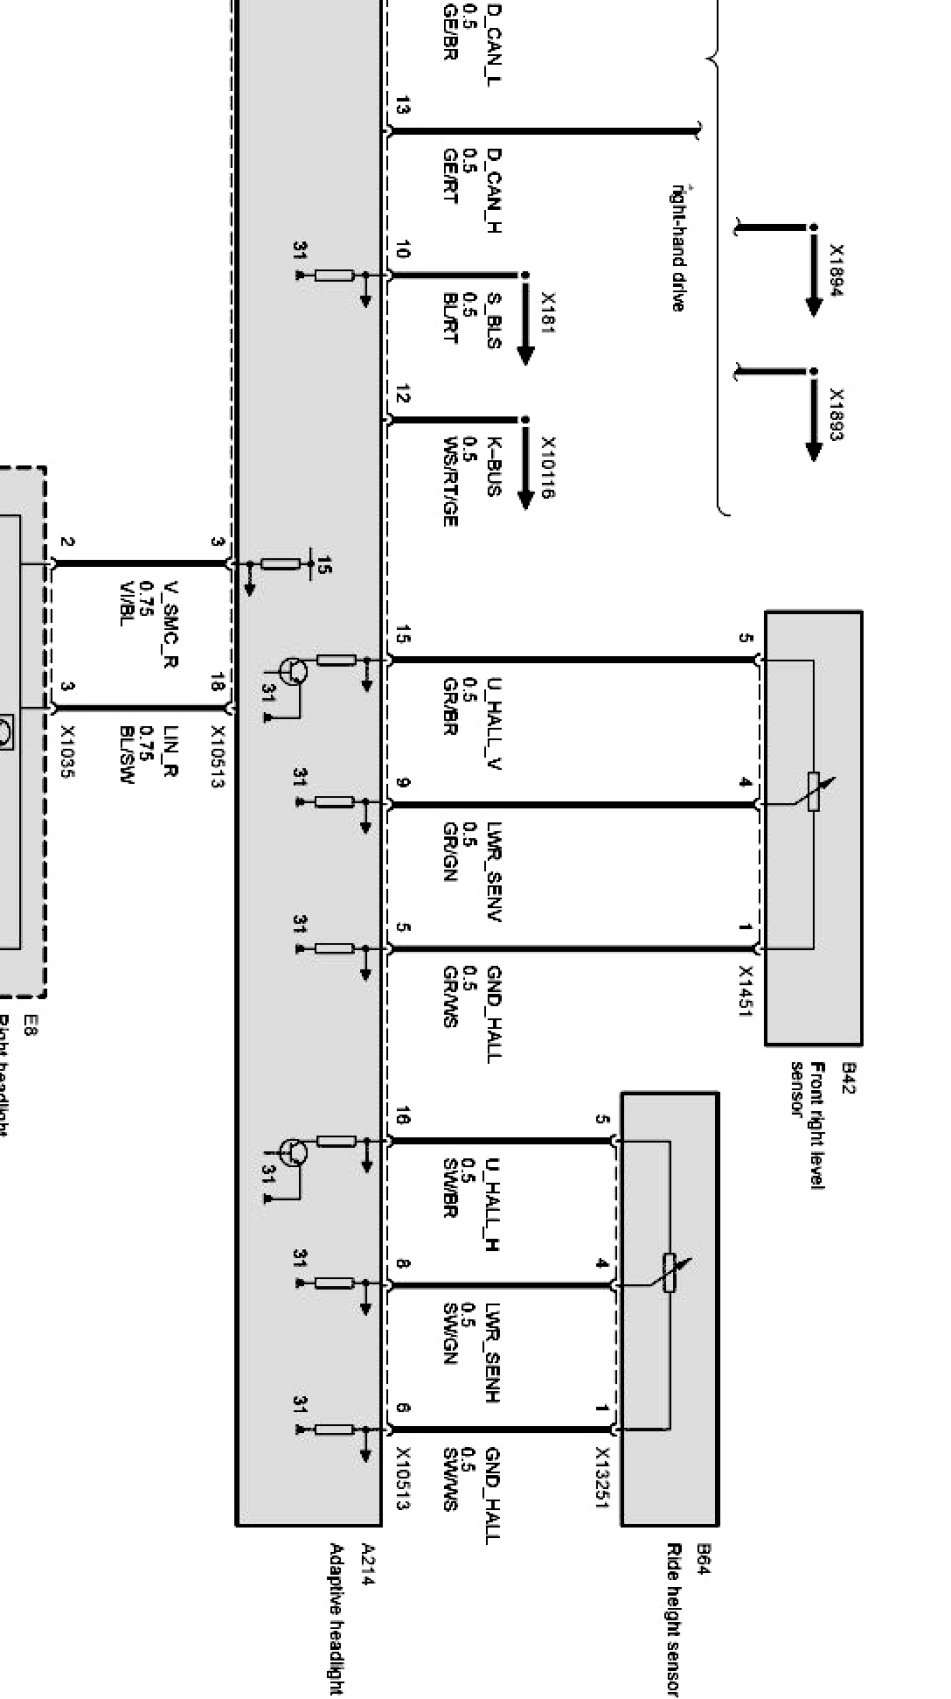 X1894
X1893
right-hand drive
D_CAN_L
0.5
GE/BR
13
D_CAN_H
0.5
GE/RT
10
X181
S_BLS
0.5
BL/RT
31
12
X10116
K-BUS
0.5
WS/RT/GE
B42
Front right level
sensor
5
4
1
X1451
15
U_HALL_V
0.5
GR/BR
31
9
LWR_SENV
0.5
GR/GN
31
5
GND_HALL
0.5
GR/WS
31
B64
Ride height sensor
5
4
1
X13251
16
U_HALL_H
0.5
SW/BR
31
8
LWR_SENH
0.5
SW/GN
31
6
X10513
GND_HALL
0.5
SW/WS
31
A214
Adaptive headlight
15
3
18
X10513
V_SMC_R
0.75
VI/BL
LIN_R
0.75
BL/SW
2
3
X1035
E8
Right headlight